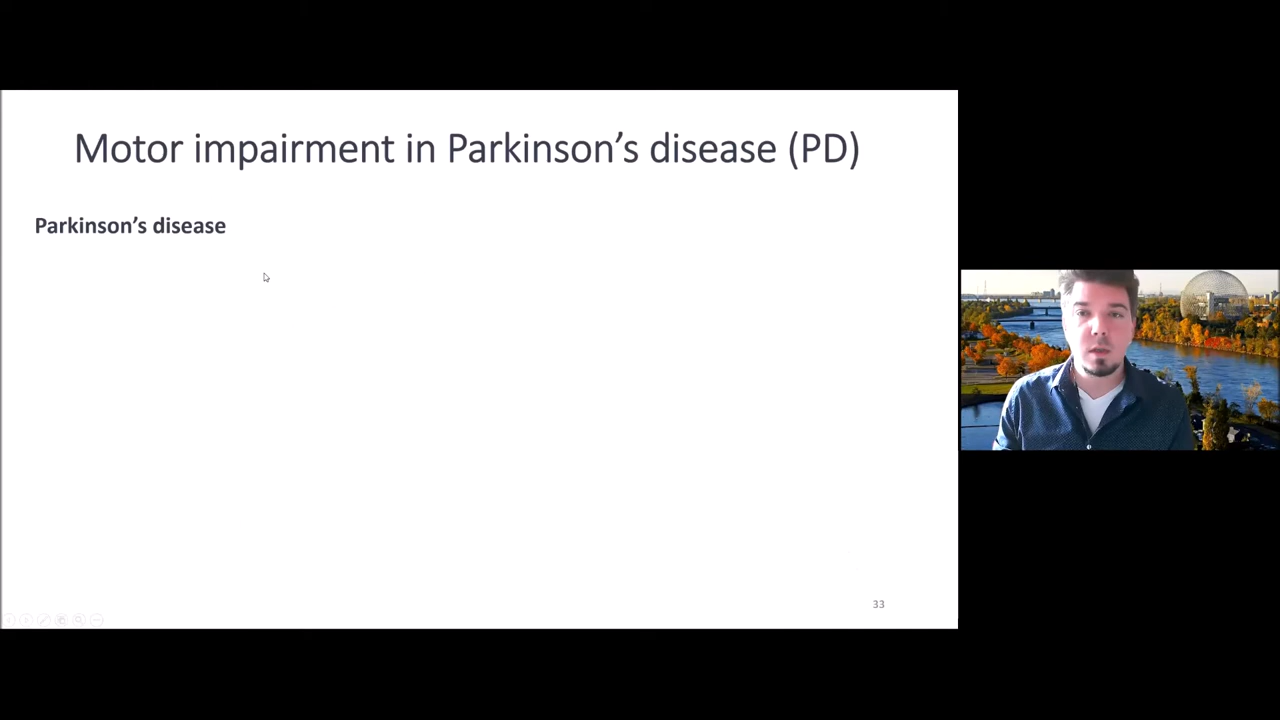 Motor impairment in Parkinson’s disease (PD)
Parkinson’s disease
33